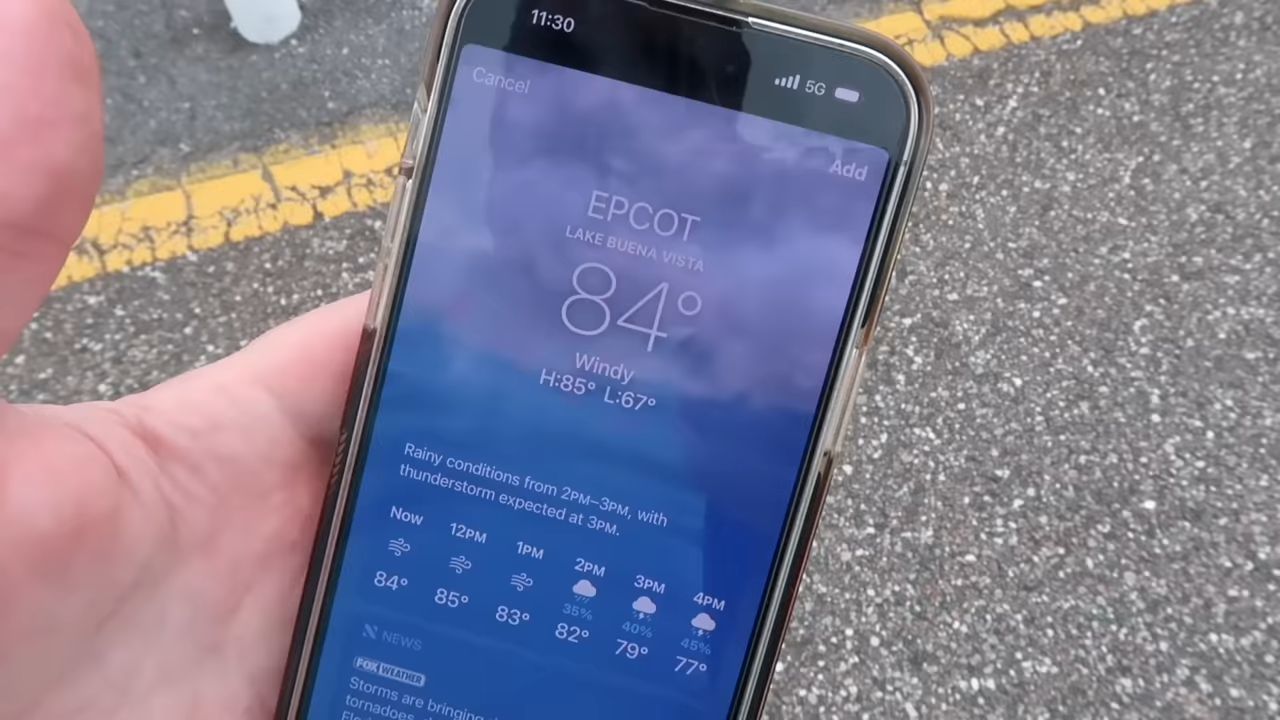 11:30
5G
Cancel
Add
EPCOT
LAKE BUENA VISTA
84°
Windy
H:85° L:67°
Rainy conditions from 2PM–3PM, with
thunderstorm expected at 3PM.
Now 12PM 1PM 2PM 3PM 4PM
35% 40% 45%
84° 85° 83° 82° 79° 77°
NEWS
FOX WEATHER
Storms are bringing
tornadoes,